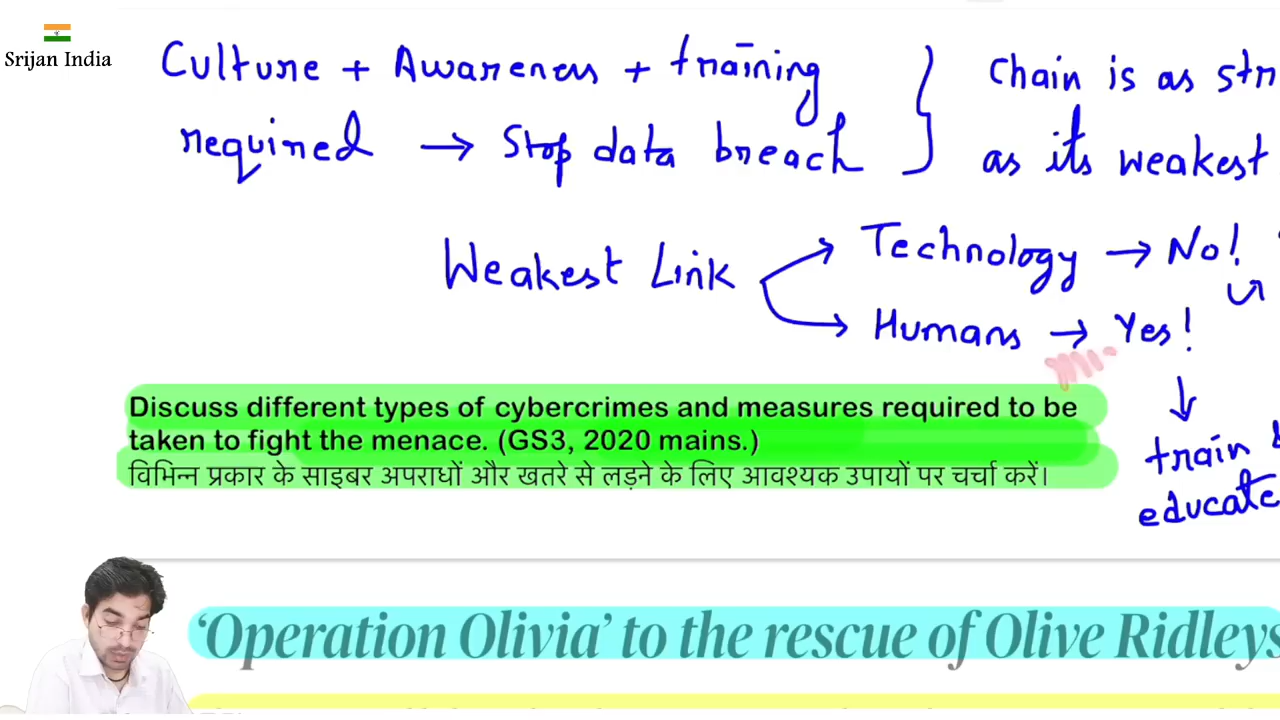 Srijan India
Culture + Awareness + training
required → Stop data breach
Chain is as
as its weakest
Weakest Link
Technology → No!
Humans → Yes!
train
educate
Discuss different types of cybercrimes and measures required to be
taken to fight the menace. (GS3, 2020 mains.)
विभिन्न प्रकार के साइबर अपराधों और खतरे से लड़ने के लिए आवश्यक उपायों पर चर्चा करें।
‘Operation Olivia’ to the rescue of Olive Ridleys